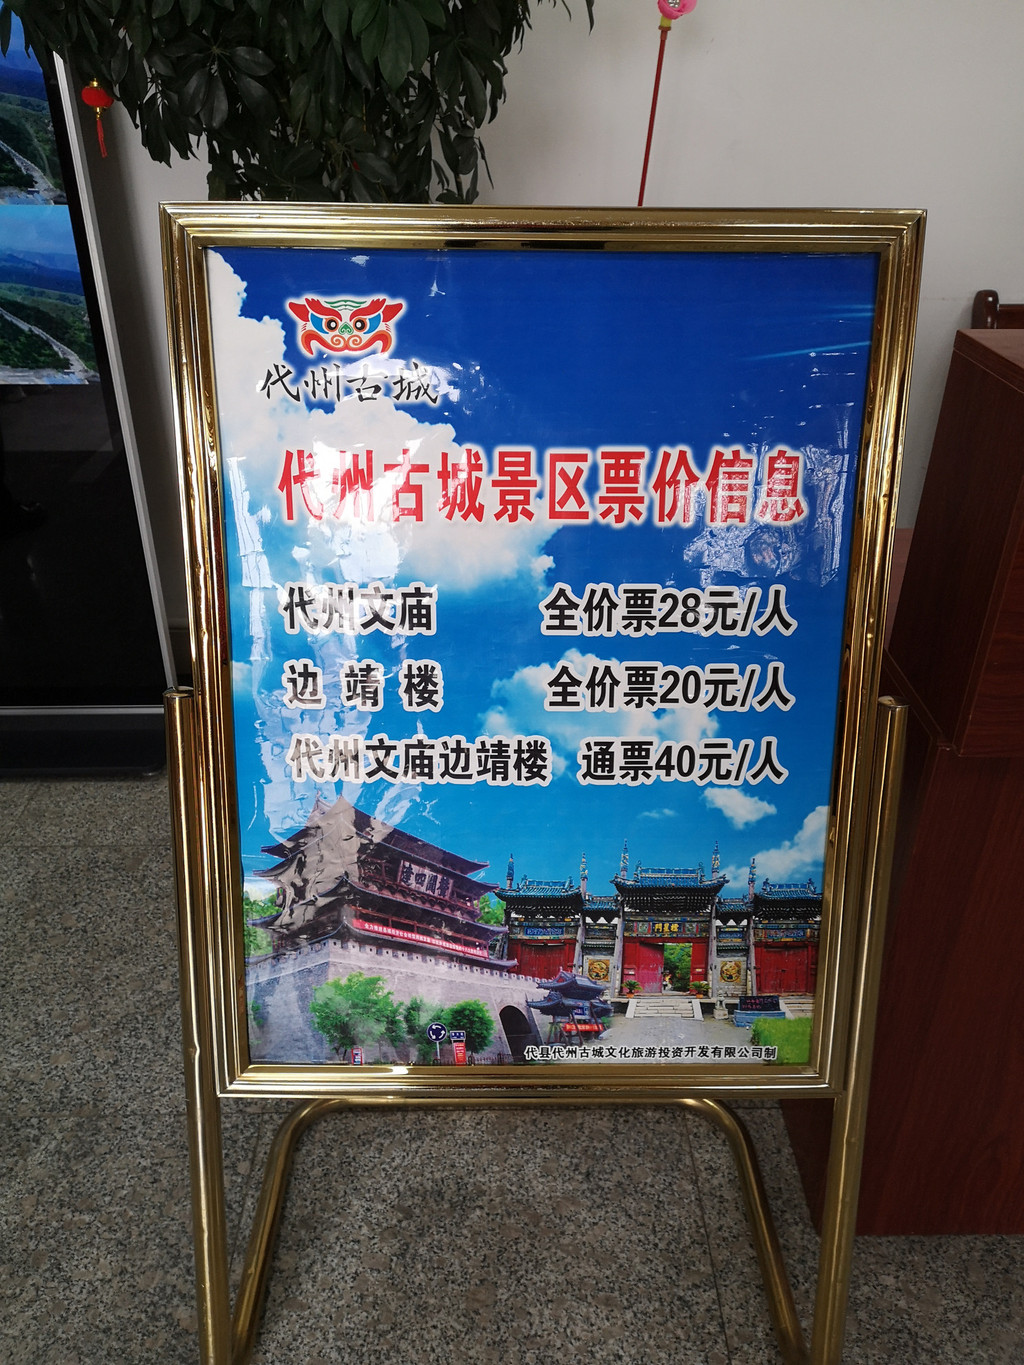 代州古城
代州古城景区票价信息
代州文庙 全价票28元/人
边靖楼 全价票20元/人
代州文庙边靖楼 通票40元/人
代县代州古城文化旅游投资开发有限公司制